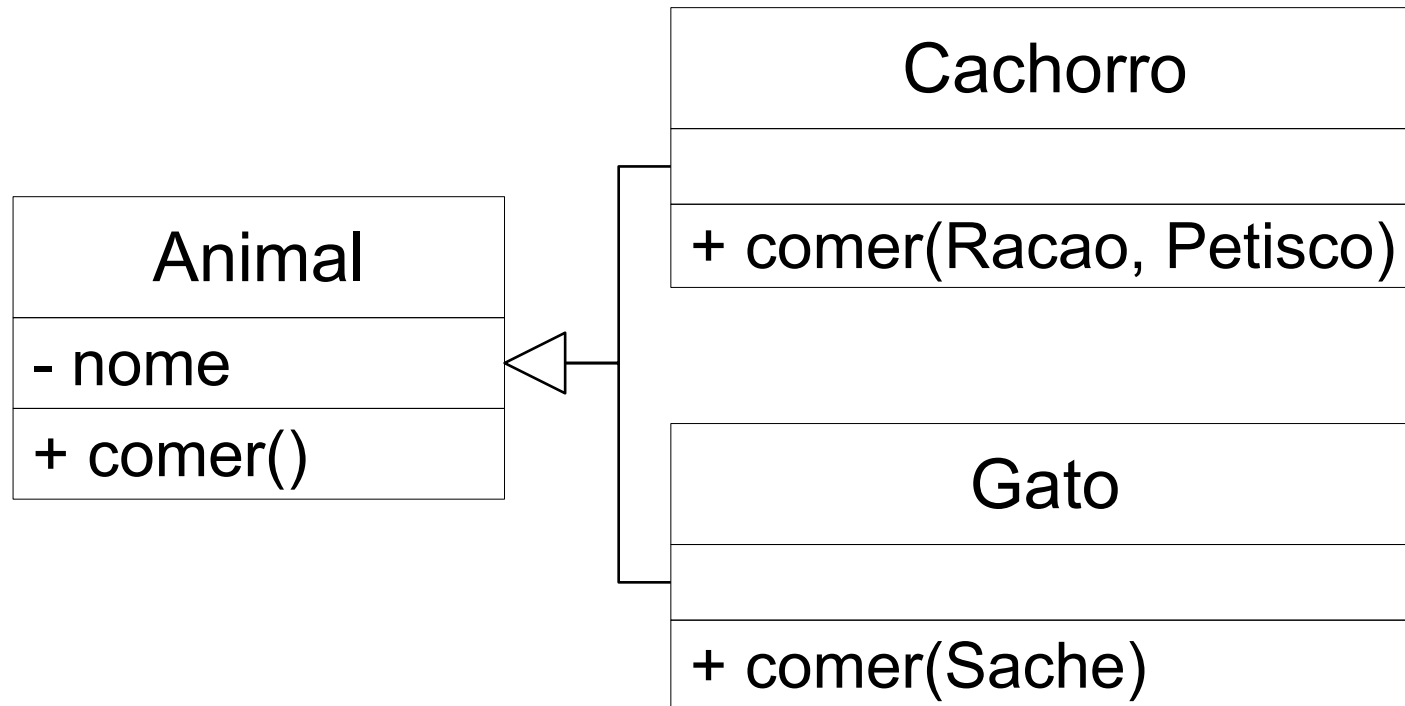 Animal
- nome
+ comer()
Cachorro
+ comer(Racao, Petisco)
Gato
+ comer(Sache)